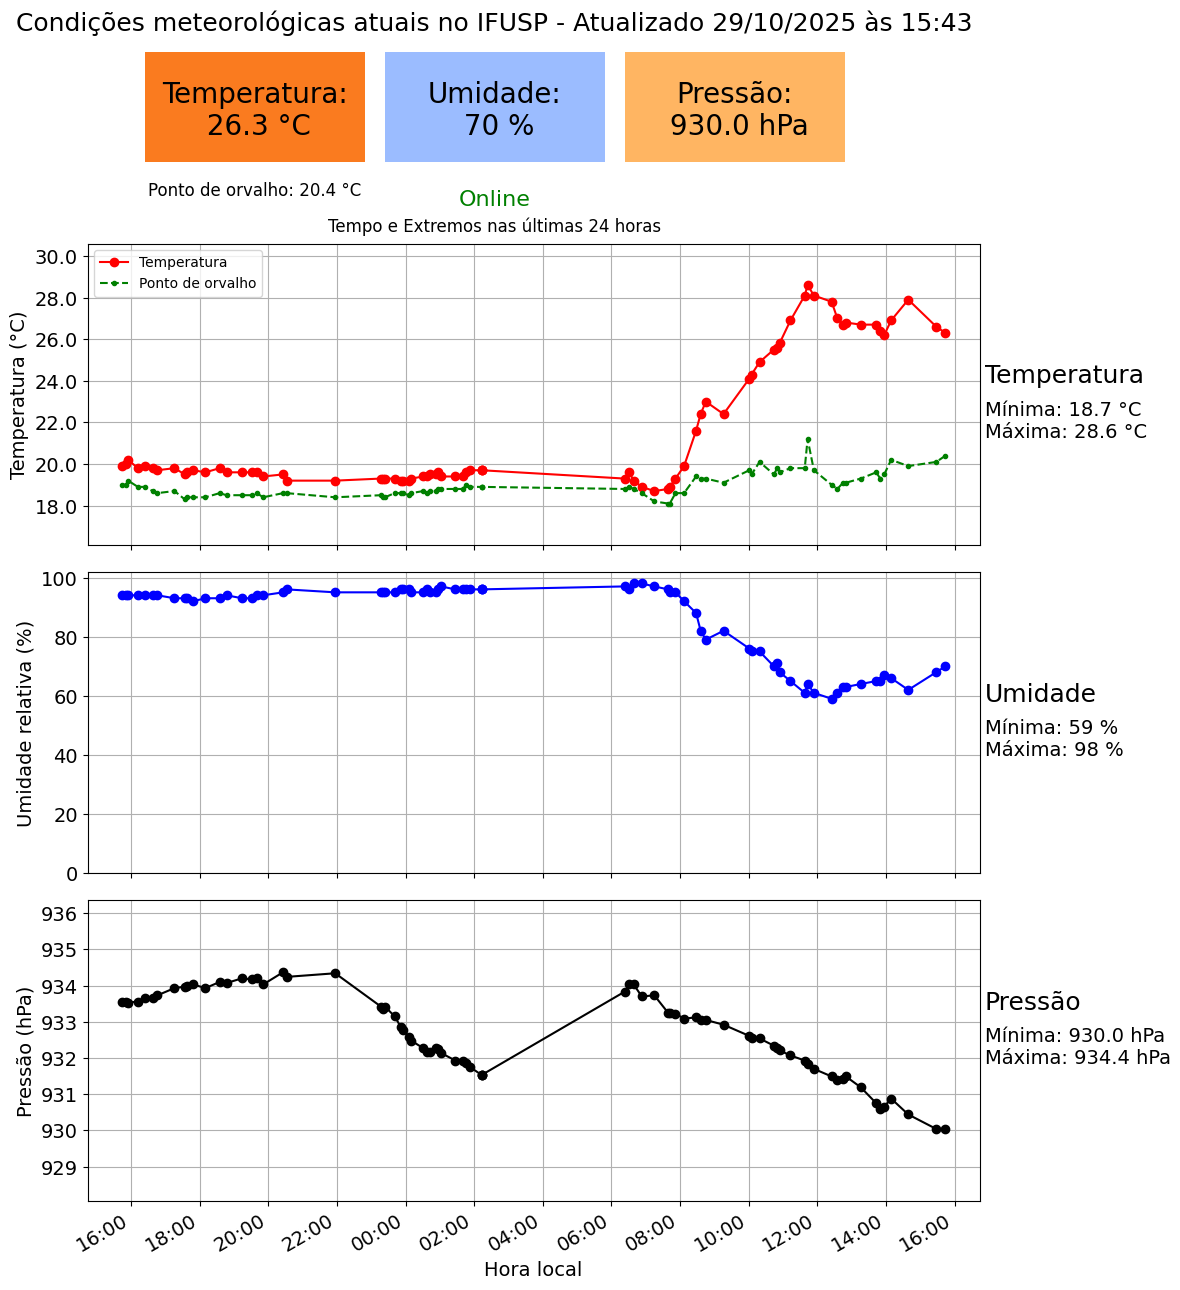 Condições meteorológicas atuais no IFUSP - Atualizado 29/10/2025 às 15:43
Temperatura:
26.3 °C
Umidade:
70 %
Pressão:
930.0 hPa
Ponto de orvalho: 20.4 °C
Online
Tempo e Extremos nas últimas 24 horas
Temperatura
Ponto de orvalho
Temperatura (°C)
30.0
28.0
26.0
24.0
22.0
20.0
18.0
Temperatura
Mínima: 18.7 °C
Máxima: 28.6 °C
Umidade relativa (%)
100
80
60
40
20
0
Umidade
Mínima: 59 %
Máxima: 98 %
Pressão (hPa)
936
935
934
933
932
931
930
929
Pressão
Mínima: 930.0 hPa
Máxima: 934.4 hPa
16:00 18:00 20:00 22:00 00:00 02:00 04:00 06:00 08:00 10:00 12:00 14:00 16:00
Hora local